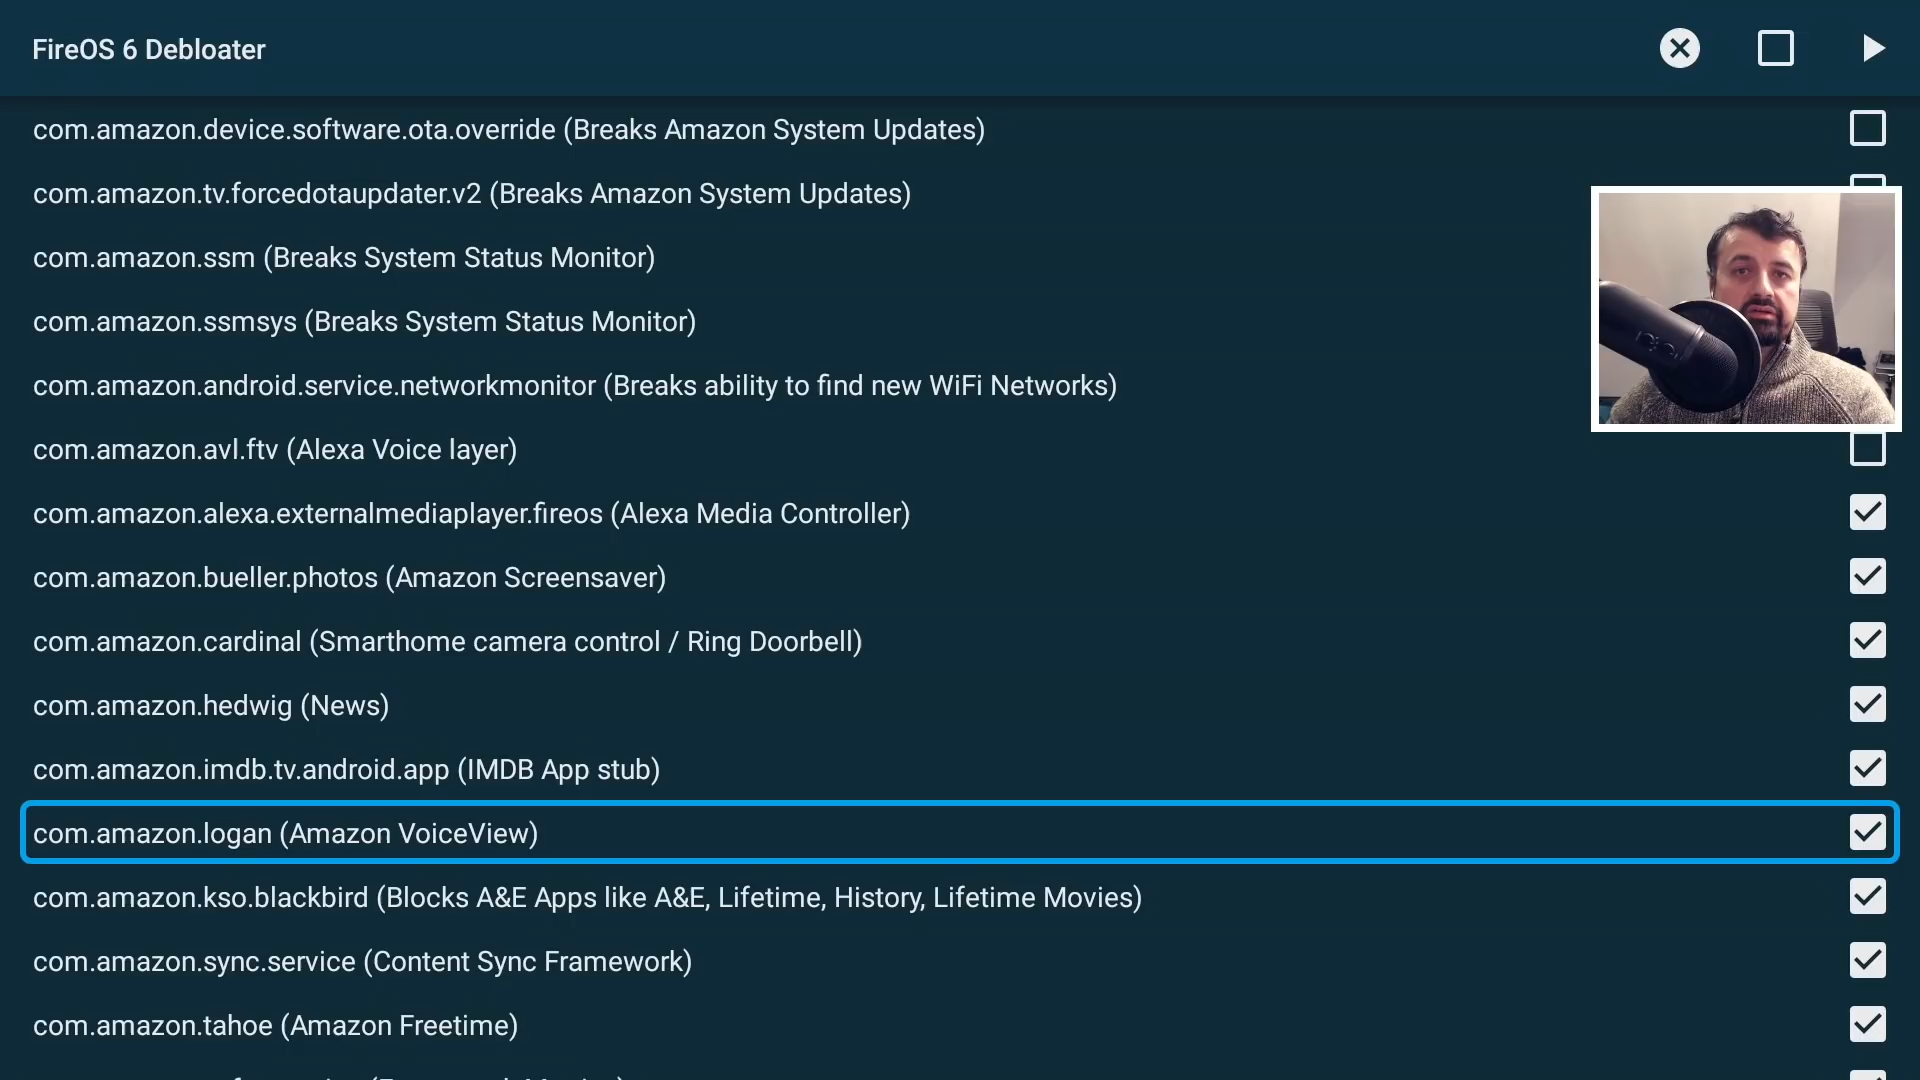 FireOS 6 Debloater
com.amazon.device.software.ota.override (Breaks Amazon System Updates)
com.amazon.tv.forcedotaupdater.v2 (Breaks Amazon System Updates)
com.amazon.ssm (Breaks System Status Monitor)
com.amazon.ssmsys (Breaks System Status Monitor)
com.amazon.android.service.networkmonitor (Breaks ability to find new WiFi Networks)
com.amazon.avl.ftv (Alexa Voice layer)
com.amazon.alexa.externalmediaplayer.fireos (Alexa Media Controller)
com.amazon.bueller.photos (Amazon Screensaver)
com.amazon.cardinal (Smarthome camera control / Ring Doorbell)
com.amazon.hedwig (News)
com.amazon.imdb.tv.android.app (IMDB App stub)
com.amazon.logan (Amazon VoiceView)
com.amazon.kso.blackbird (Blocks A&E Apps like A&E, Lifetime, History, Lifetime Movies)
com.amazon.sync.service (Content Sync Framework)
com.amazon.tahoe (Amazon Freetime)